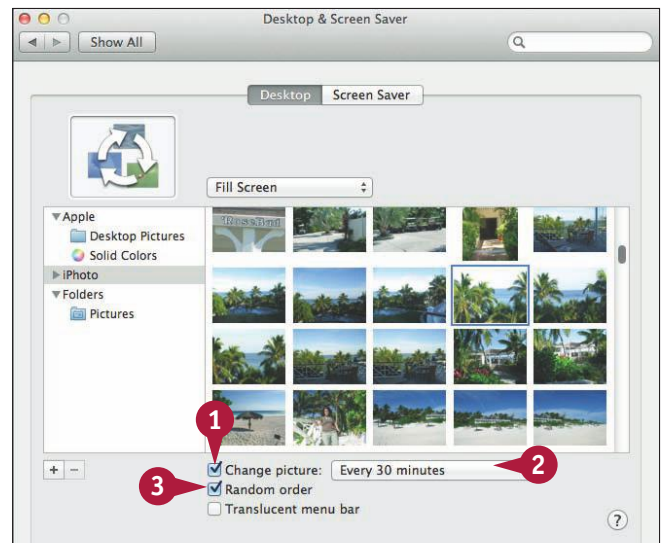 Desktop & Screen Saver
Show All
Desktop Screen Saver
Fill Screen
Apple
Desktop Pictures
Solid Colors
iPhoto
Folders
Pictures
RoseBud
1
+ - Change picture: Every 30 minutes 2
3 Random order
Translucent menu bar
?